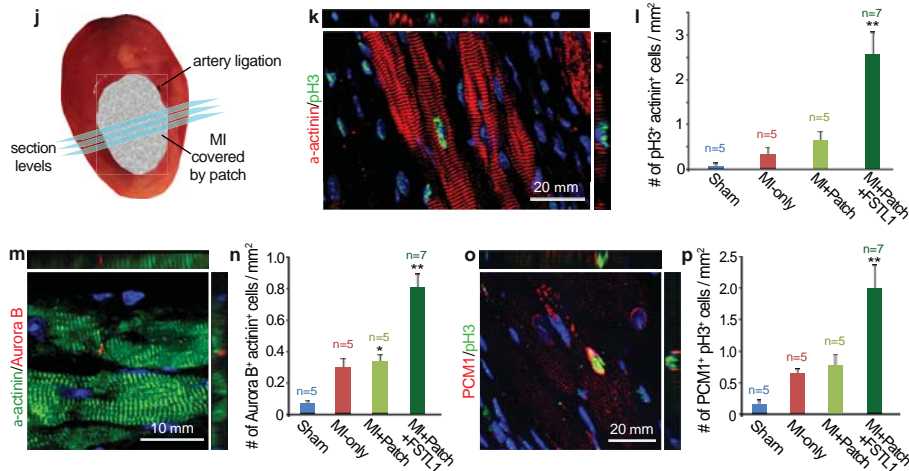 j
artery ligation
section
levels
MI
covered
by patch
k
a-actinin/pH3
20 mm
l
# of pH3+ actinin+ cells / mm²
3
2
1
0
n=5
n=5
n=5
n=7
**
Sham
MI-only
MI+Patch
MI+Patch
+FSTL1
m
a-actinin/Aurora B
10 mm
n
# of Aurora B+ actinin+ cells / mm²
1.0
0.8
0.6
0.4
0.2
0
n=5
n=5
n=5
*
n=7
**
Sham
MI-only
MI+Patch
MI+Patch
+FSTL1
o
PCM1/pH3
20 mm
p
# of PCM1+ pH3+ cells / mm²
2.5
2.0
1.5
1.0
0.5
0
n=5
n=5
n=5
n=7
**
Sham
MI-only
MI+Patch
MI+Patch
+FSTL1